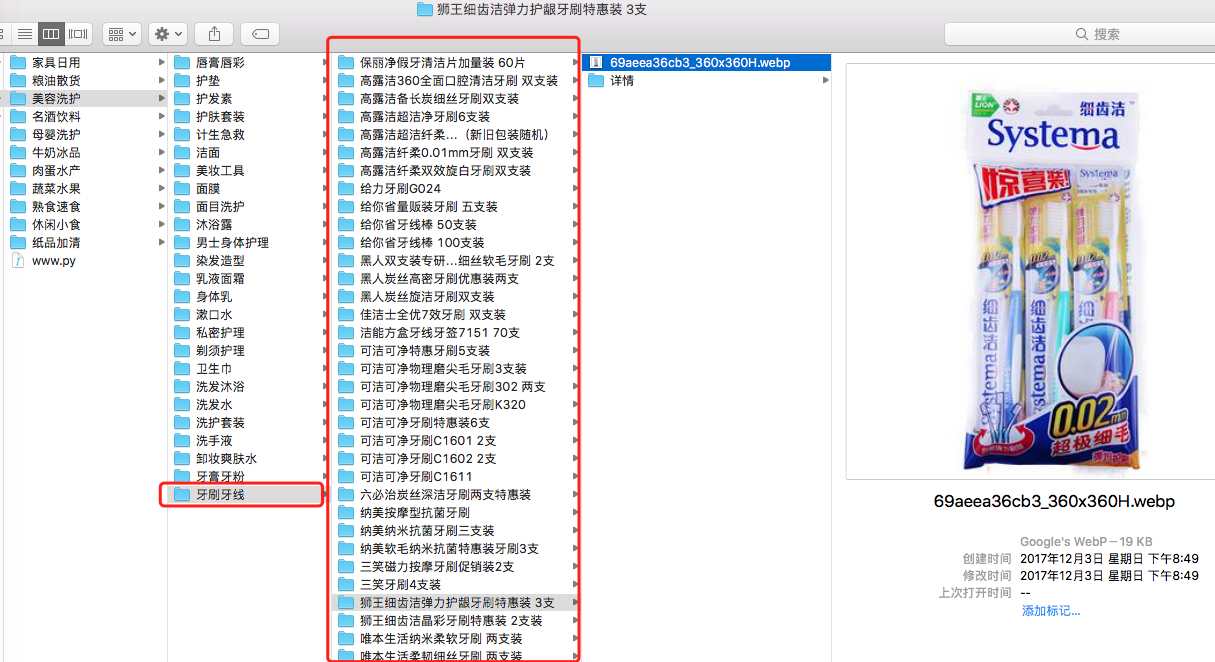 狮王细齿洁弹力护龈牙刷特惠装 3支
搜索
家具日用
粮油散货
美容洗护
名酒饮料
母婴洗护
牛奶冰品
肉蛋水产
蔬菜水果
熟食速食
休闲小食
纸品加清
www.py
唇膏唇彩
护垫
护发素
护肤套装
计生急救
洁面
美妆工具
面膜
面目洗护
沐浴露
男士身体护理
染发造型
乳液面霜
身体乳
漱口水
私密护理
剃须护理
卫生巾
洗发沐浴
洗发水
洗护套装
洗手液
卸妆爽肤水
牙膏牙粉
牙刷牙线
保丽净假牙清洁片加量装 60片
高露洁360全面口腔清洁牙刷 双支装
高露洁备长炭细丝牙刷双支装
高露洁超洁净牙刷6支装
高露洁超洁纤柔...（新旧包装随机）
高露洁纤柔0.01mm牙刷 双支装
高露洁纤柔双效旋白牙刷双支装
给力牙刷G024
给你省量贩装牙刷 五支装
给你省牙线棒 50支装
给你省牙线棒 100支装
黑人双支装专研...细丝软毛牙刷 2支
黑人炭丝高密牙刷优惠装两支
黑人炭丝旋洁牙刷双支装
佳洁士全优7效牙刷 双支装
洁能方盒牙线牙签7151 70支
可洁可净特惠牙刷5支装
可洁可净物理磨尖毛牙刷3支装
可洁可净物理磨尖毛牙刷302 两支
可洁可净物理磨尖毛牙刷K320
可洁可净牙刷特惠装6支
可洁可净牙刷C1601 2支
可洁可净牙刷C1602 2支
可洁可净牙刷C1611
六必治炭丝深洁牙刷两支特惠装
纳美按摩型抗菌牙刷
纳美纳米抗菌牙刷三支装
纳美软毛纳米抗菌特惠装牙刷3支
三笑磁力按摩牙刷促销装2支
三笑牙刷4支装
狮王细齿洁弹力护龈牙刷特惠装 3支
狮王细齿洁晶彩牙刷特惠装 2支装
唯本生活纳米柔软牙刷 两支装
唯本生活柔韧细丝牙刷 两支装
69aeea36cb3_360x360H.webp
详情
LION
细齿洁
Systema
惊喜装!
Systema
0.02
0.02
0.02
细齿洁
细齿洁
Systema
Systema
0.02mm
超极细毛
69aeea36cb3_360x360H.webp
Google's WebP — 19 KB
创建时间 2017年12月3日 星期日 下午8:49
修改时间 2017年12月3日 星期日 下午8:49
上次打开时间 --
添加标记...